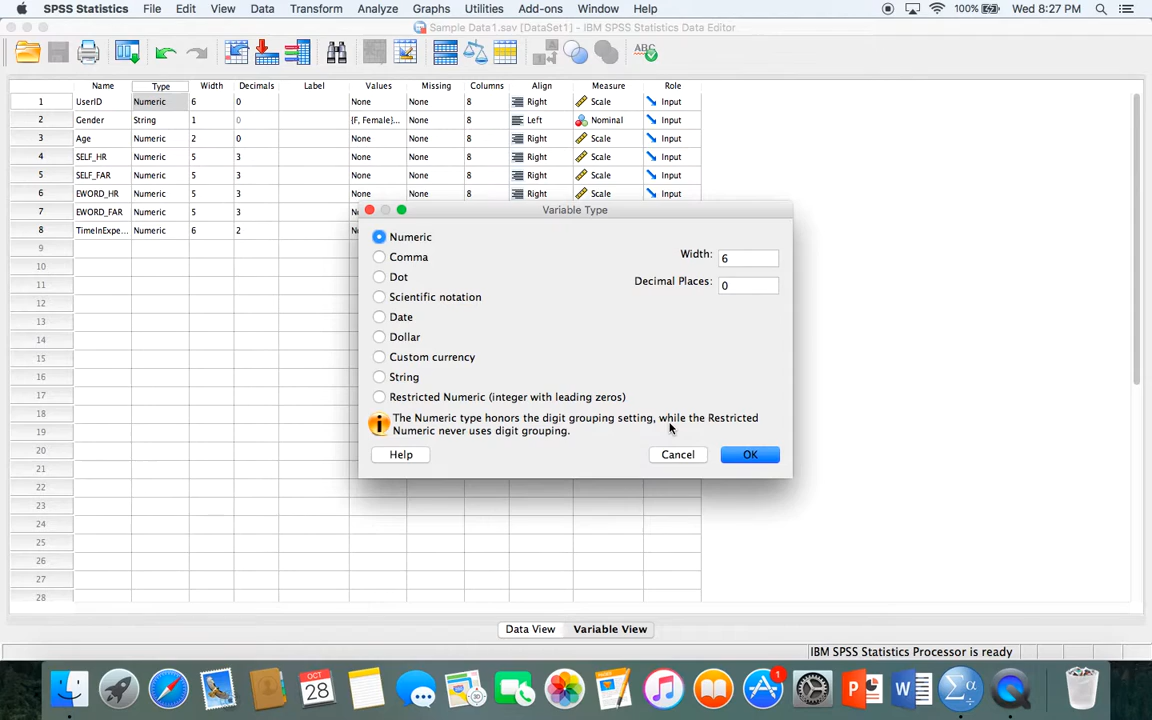 SPSS Statistics File Edit View Data Transform Analyze Graphs Utilities Add-ons Window Help 100% Wed 8:27 PM
Sample Data1.sav [DataSet1] - IBM SPSS Statistics Data Editor
Name Type Width Decimals Label Values Missing Columns Align Measure Role
1 UserID Numeric 6 0 None None 8 Right Scale Input
2 Gender String 1 0 {F, Female}... None 8 Left Nominal Input
3 Age Numeric 2 0 None None 8 Right Scale Input
4 SELF_HR Numeric 5 3 None None 8 Right Scale Input
5 SELF_FAR Numeric 5 3 None None 8 Right Scale Input
6 EWORD_HR Numeric 5 3 None None 8 Right Scale Input
7 EWORD_FAR Numeric 5 3
8 TimeInExpe... Numeric 6 2
9
10
11
12
13
14
15
16
17
18
19
20
21
22
23
24
25
26
27
28
Variable Type
Numeric
Comma
Dot
Scientific notation
Date
Dollar
Custom currency
String
Restricted Numeric (integer with leading zeros)
Width: 6
Decimal Places: 0
The Numeric type honors the digit grouping setting, while the Restricted
Numeric never uses digit grouping.
Help Cancel OK
Data View Variable View
IBM SPSS Statistics Processor is ready
OCT
28
1